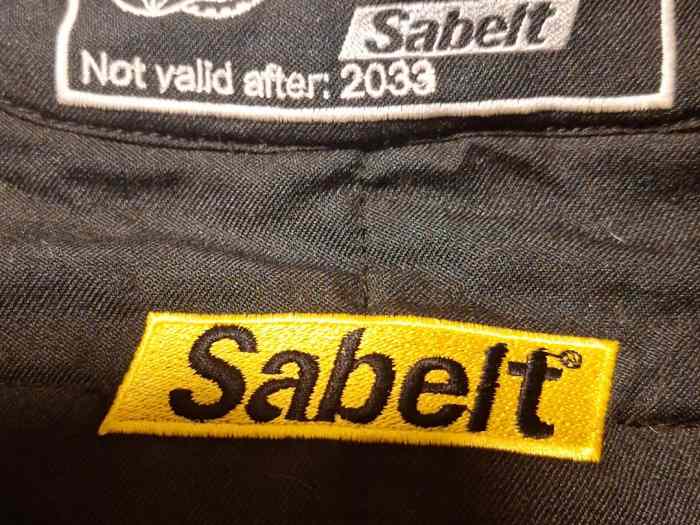 Sabelt
Not valid after: 2033
Sabelt®